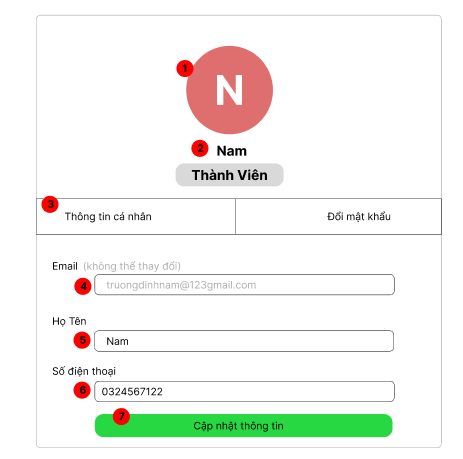 1
N
2 Nam
Thành Viên
3
Thông tin cá nhân Đổi mật khẩu
Email (không thể thay đổi)
4 truongdinhnam@123gmail.com
Họ Tên
5 Nam
Số điện thoại
6 0324567122
7
Cập nhật thông tin